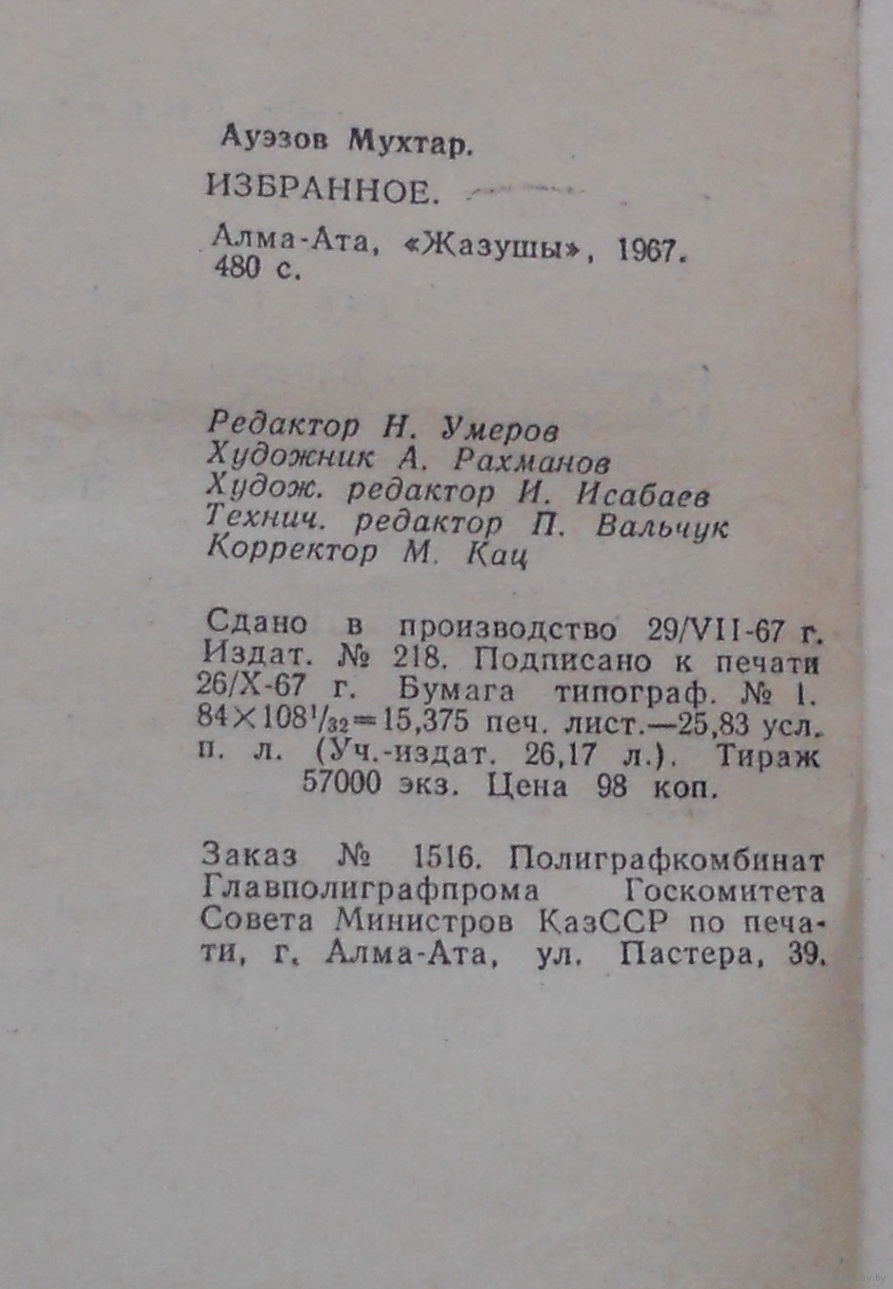 Ауэзов Мухтар.
ИЗБРАННОЕ.
Алма-Ата, «Жазушы», 1967.
480 с.
Редактор Н. Умеров
Художник А. Рахманов
Худож. редактор И. Исабаев
Технич. редактор П. Вальчук
Корректор М. Кац
Сдано в производство 29/VII-67 г.
Издат. № 218. Подписано к печати
26/X-67 г. Бумага типограф. № 1.
84×108¹/₃₂=15,375 печ. лист.—25,83 усл.
п. л. (Уч.-издат. 26,17 л.). Тираж
57000 экз. Цена 98 коп.
Заказ № 1516. Полиграфкомбинат
Главполиграфпрома Госкомитета
Совета Министров КазССР по печа-
ти, г. Алма-Ата, ул. Пастера, 39.